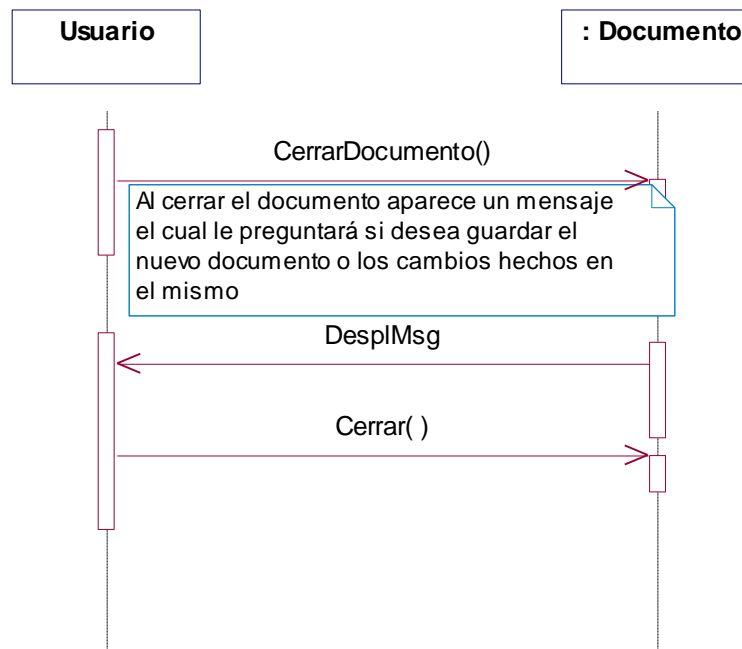 Usuario
: Documento
CerrarDocumento()
Al cerrar el documento aparece un mensaje
el cual le preguntará si desea guardar el
nuevo documento o los cambios hechos en
el mismo
DesplMsg
Cerrar( )